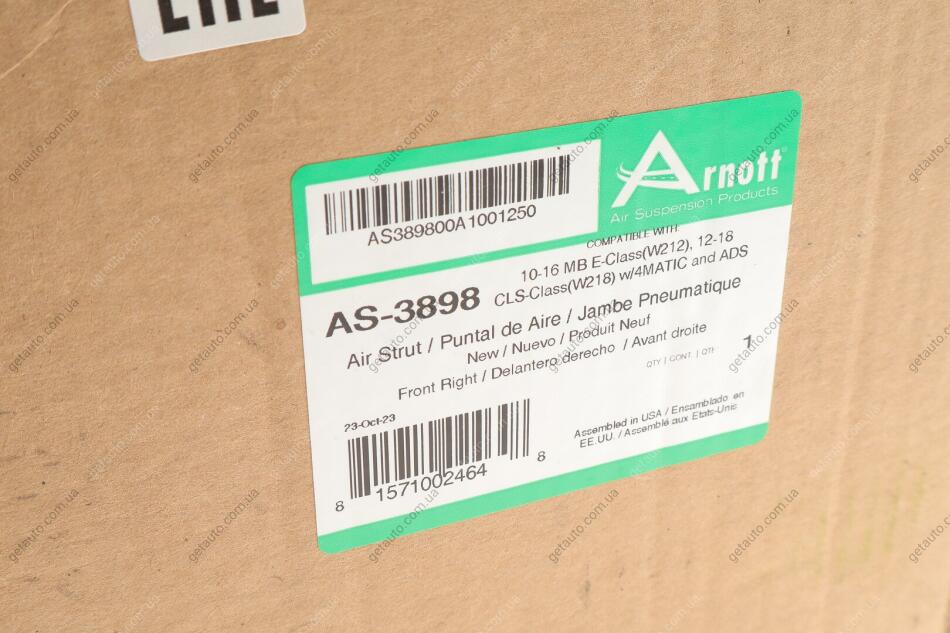 AS389800A1001250
Arnott
Air Suspension Products
COMPATIBLE WITH:
10-16 MB E-Class(W212), 12-18
CLS-Class(W218) w/4MATIC and ADS
AS-3898
Air Strut / Puntal de Aire / Jambe Pneumatique
New / Nuevo / Produit Neuf
Front Right / Delantero derecho / Avant droite
QTY | CONT. | QTÉ
1
23-Oct-23
8 1571002464 8
Assembled in USA / Ensamblado en
EE.UU. / Assemblé aux Etats-Unis
getauto.com.ua